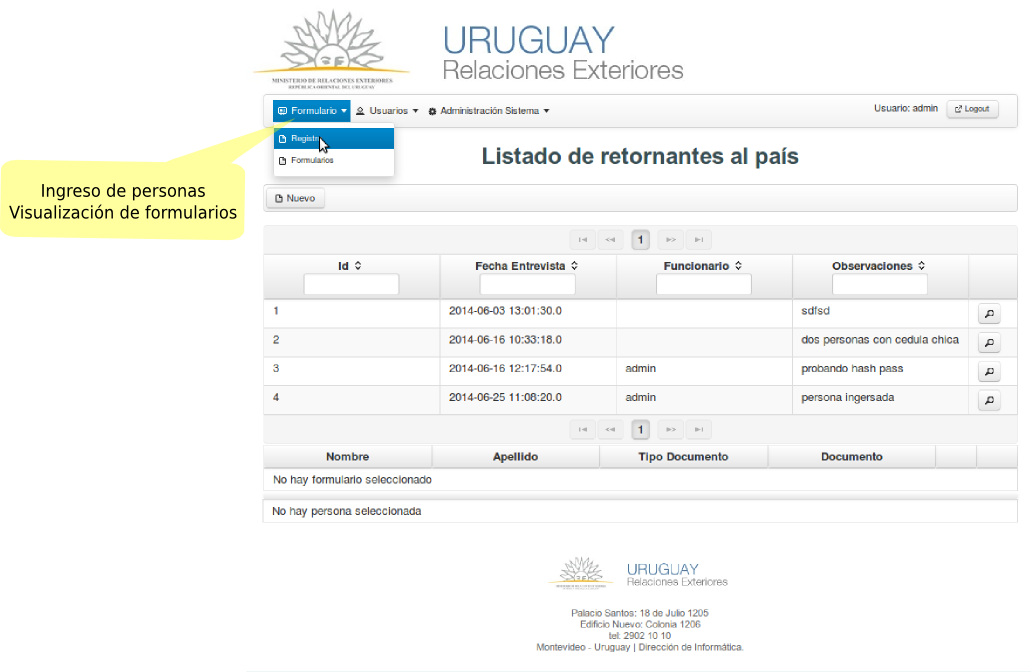 MINISTERIO DE RELACIONES EXTERIORES
REPÚBLICA ORIENTAL DEL URUGUAY
URUGUAY
Relaciones Exteriores
Formulario Usuarios Administración Sistema Usuario: admin Logout
Registro
Formularios
Listado de retornantes al país
Ingreso de personas
Visualización de formularios
Nuevo
1
Id Fecha Entrevista Funcionario Observaciones
1 2014-06-03 13:01:30.0 sdfsd
2 2014-06-16 10:33:18.0 dos personas con cedula chica
3 2014-06-16 12:17:54.0 admin probando hash pass
4 2014-06-25 11:08:20.0 admin persona ingersada
1
Nombre Apellido Tipo Documento Documento
No hay formulario seleccionado
No hay persona seleccionada
URUGUAY
Relaciones Exteriores
Palacio Santos: 18 de Julio 1205
Edificio Nuevo: Colonia 1206
tel: 2902 10 10
Montevideo - Uruguay | Dirección de Informática.